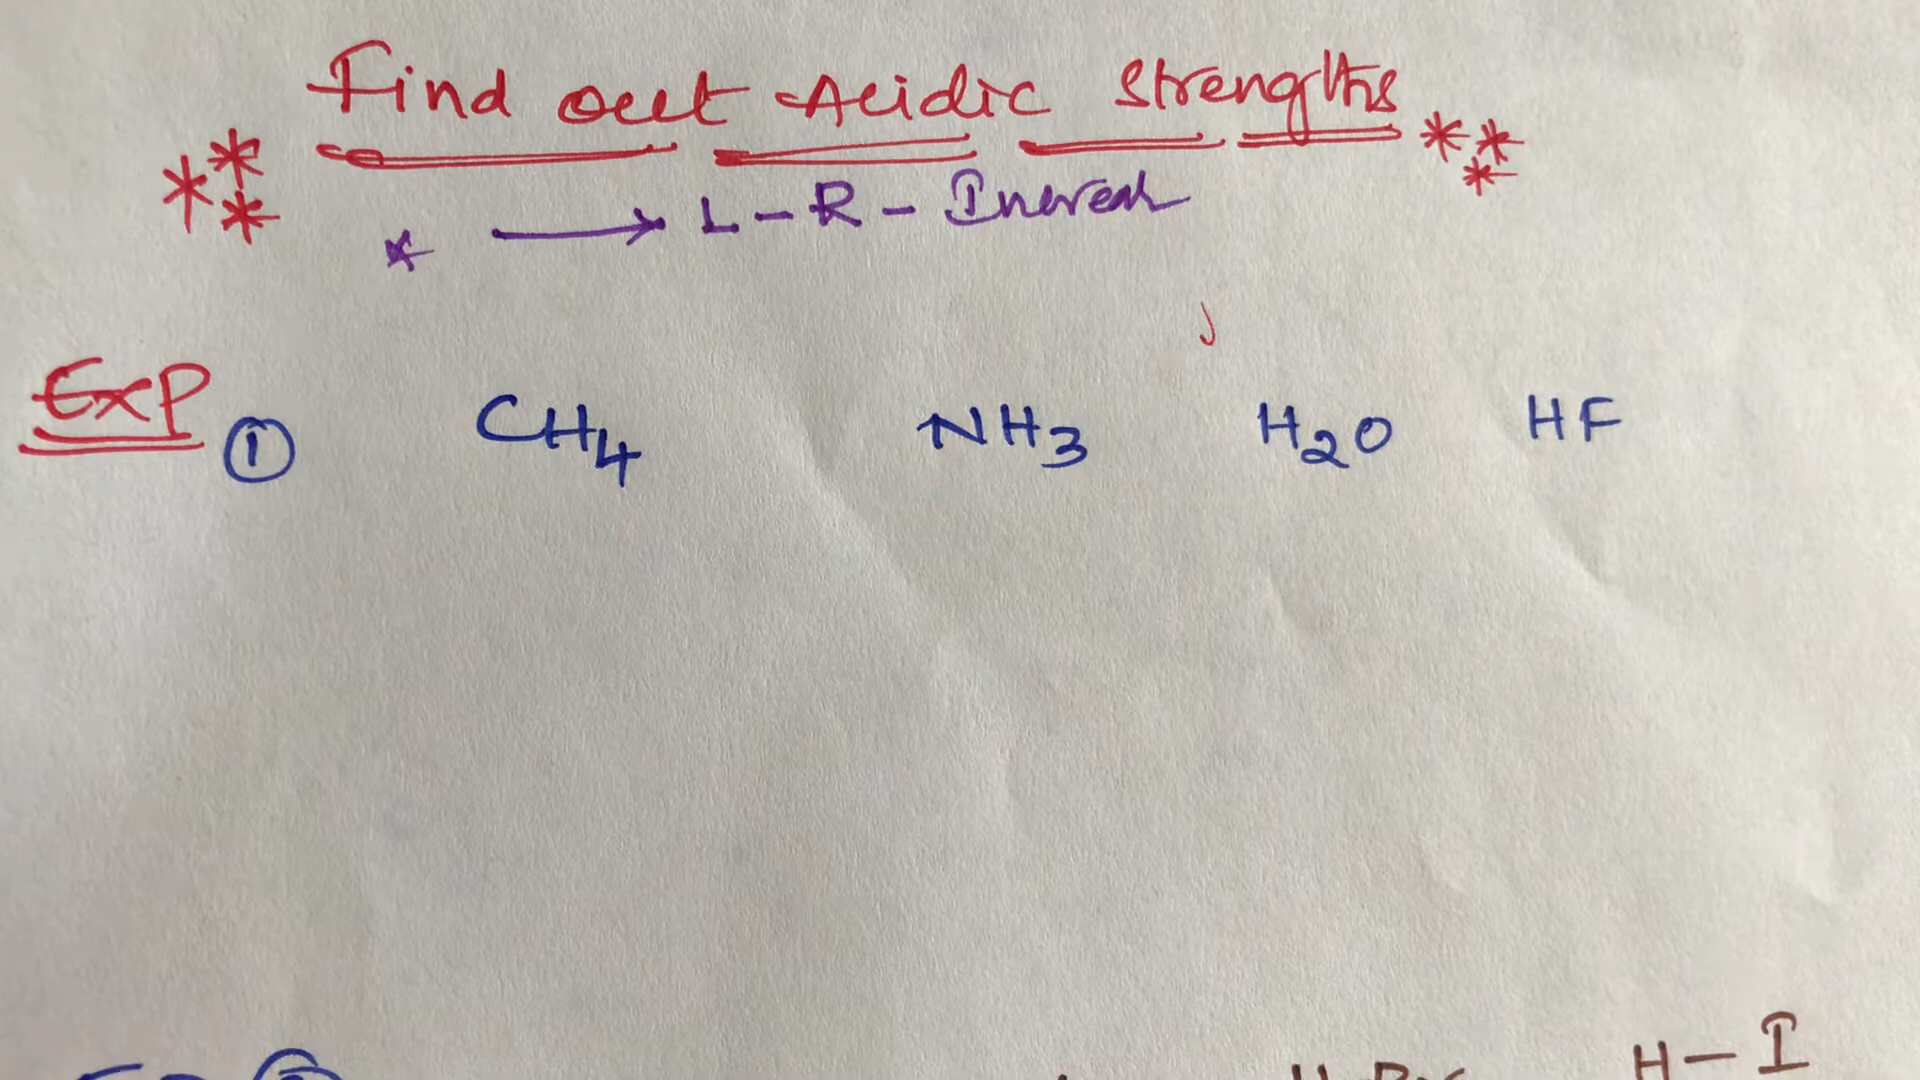 Find out Acidic Strengths
* → L - R - Increase
Exp ① CH4 NH3 H2O HF
H-I